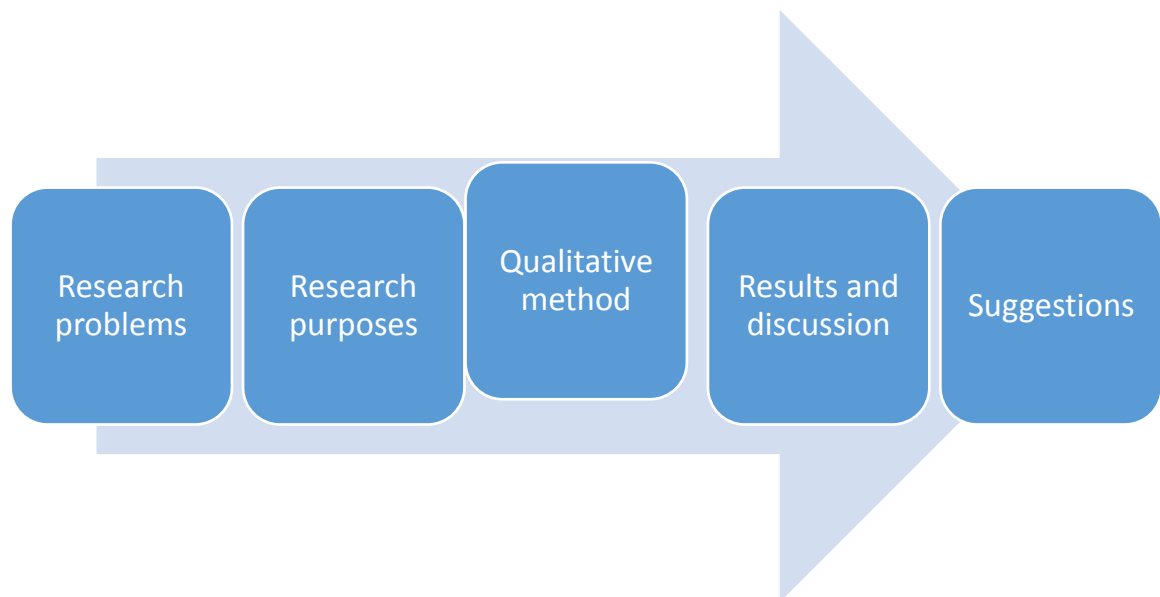 Research
problems
Research
purposes
Qualitative
method
Results and
discussion
Suggestions